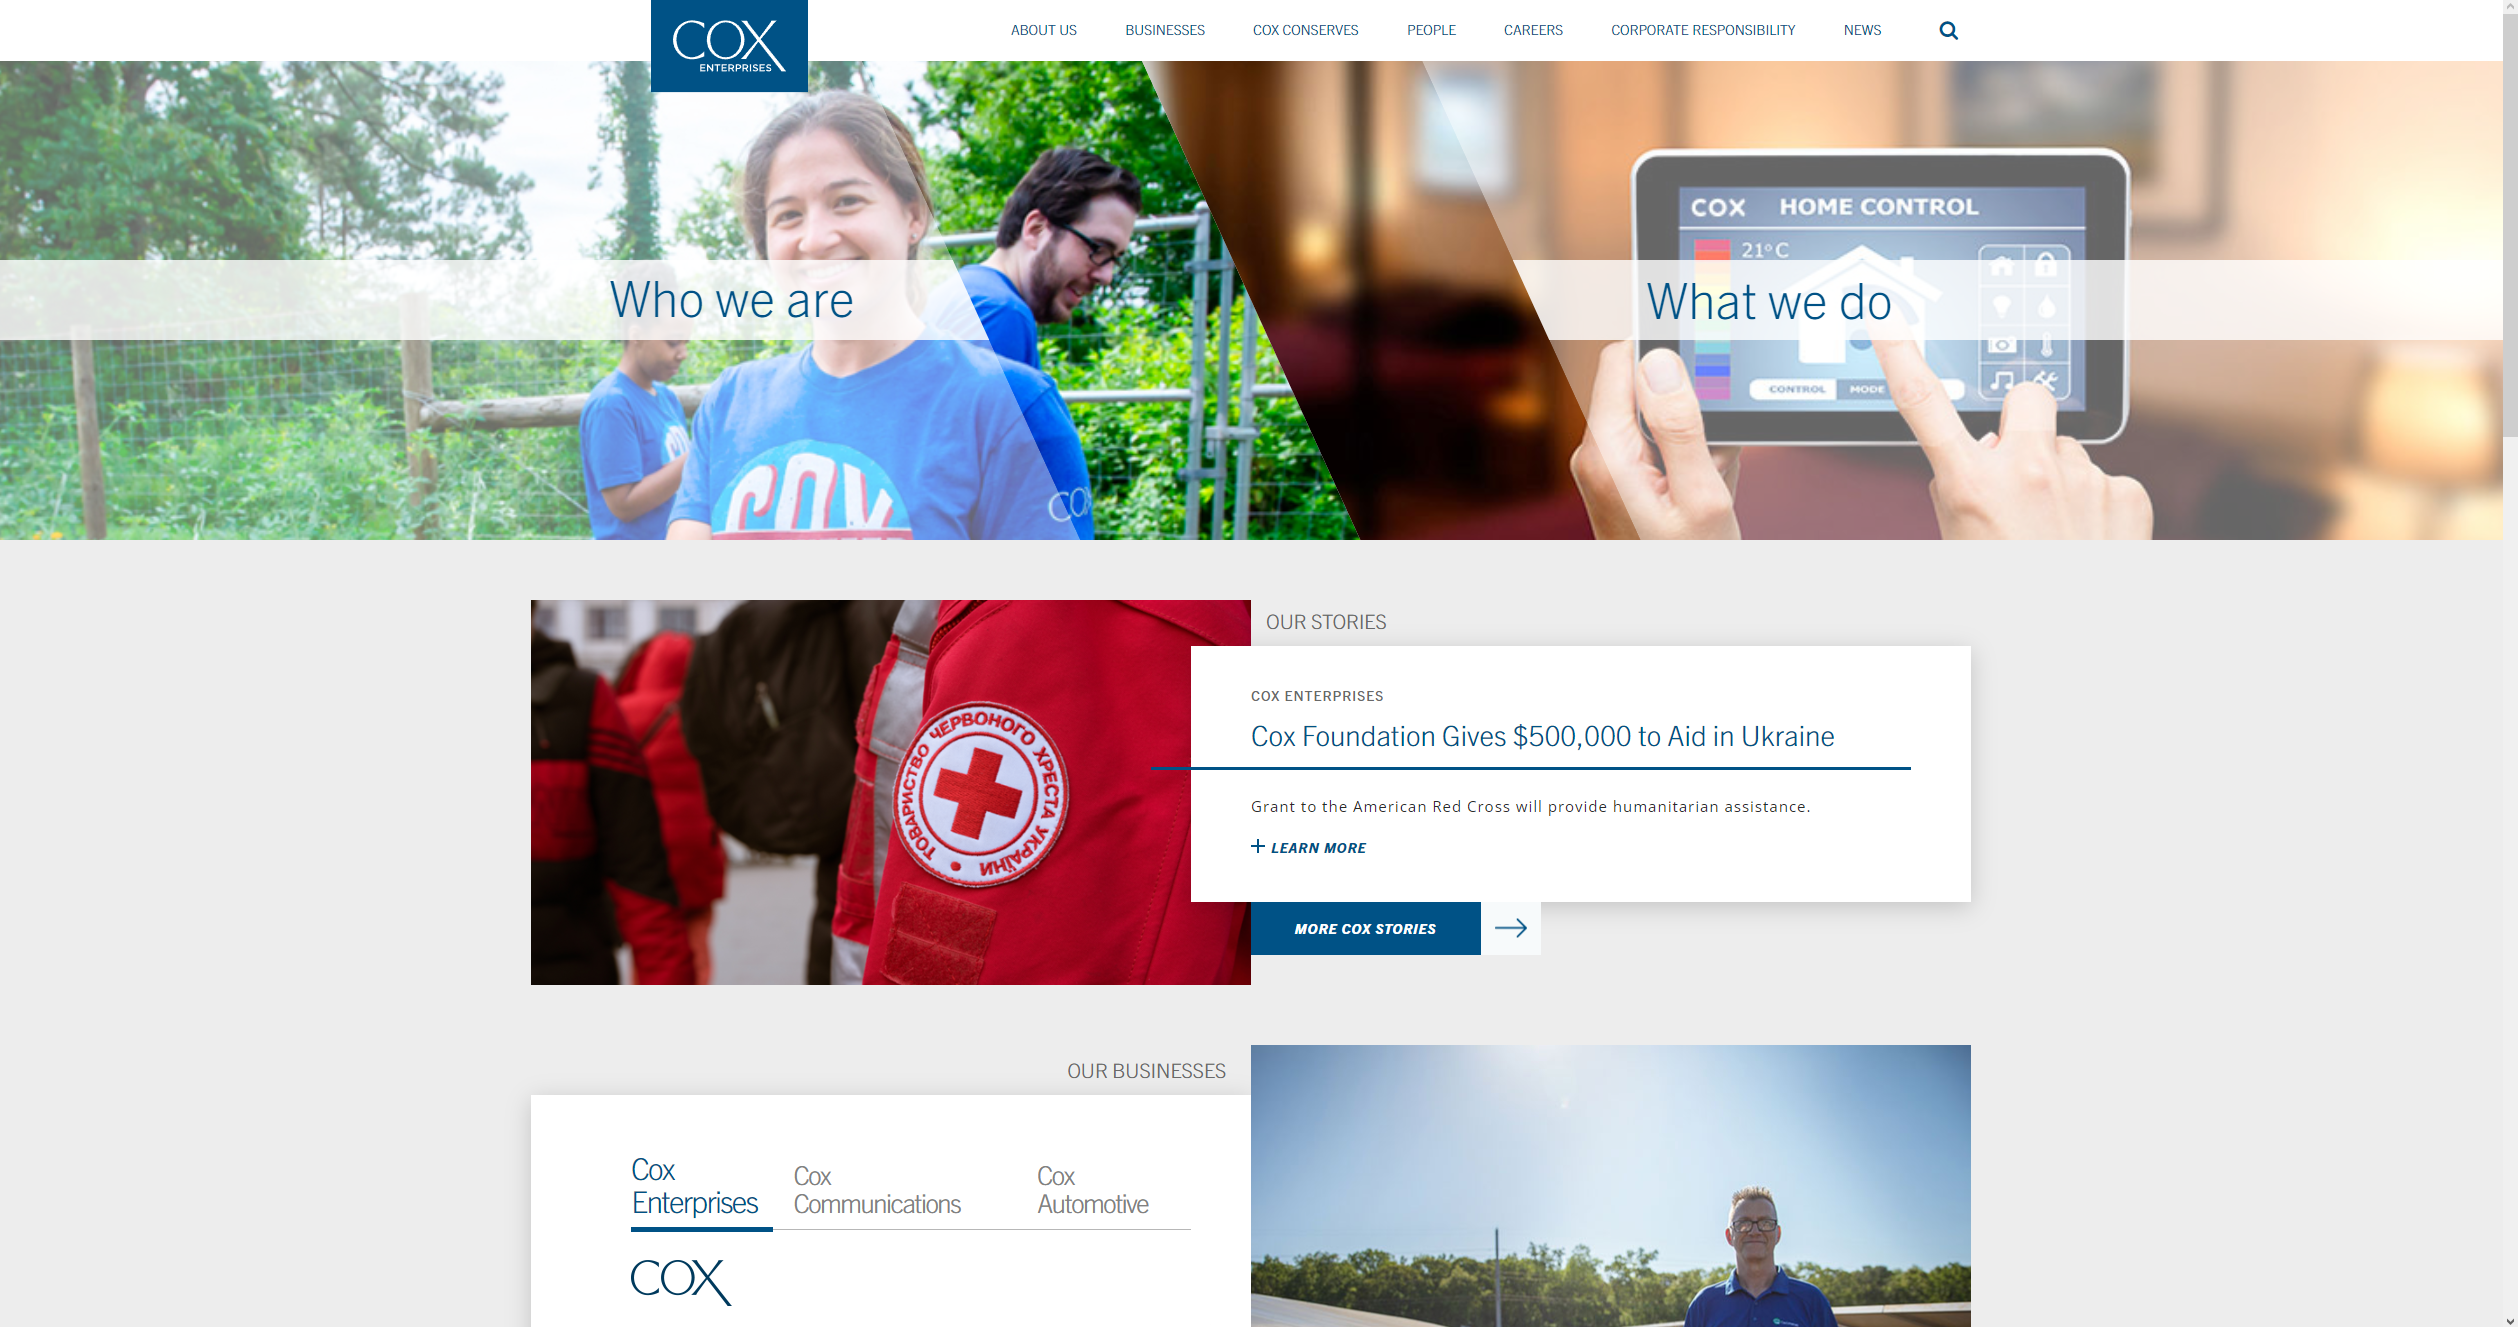 COX
ENTERPRISES
ABOUT US
BUSINESSES
COX CONSERVES
PEOPLE
CAREERS
CORPORATE RESPONSIBILITY
NEWS
COX HOME CONTROL
21°C
Who we are
What we do
CONTROL MODE
COX
COX
OUR STORIES
COX ENTERPRISES
Cox Foundation Gives $500,000 to Aid in Ukraine
Grant to the American Red Cross will provide humanitarian assistance.
+ LEARN MORE
ТОВАРИСТВО ЧЕРВОНОГО ХРЕСТА УКРАЇНИ
MORE COX STORIES
OUR BUSINESSES
Cox
Enterprises
Cox
Communications
Cox
Automotive
COX